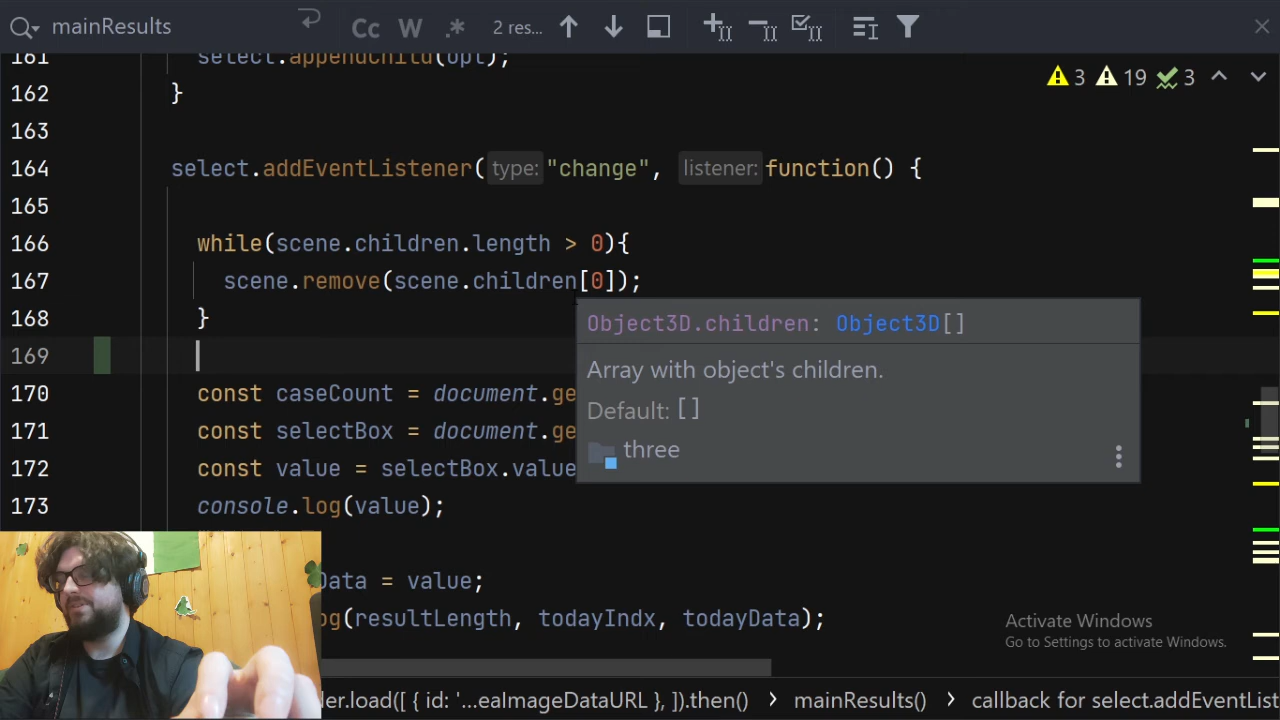 mainResults
Cc W .* 2 res...
161 select.appendChild(opt);
162 }
3 19 3
163
164 select.addEventListener( type: "change", listener: function() {
165
166 while(scene.children.length > 0){
167 scene.remove(scene.children[0]);
168 }
Object3D.children: Object3D[]
169
Array with object's children.
170 const caseCount = document.ge
Default: []
171 const selectBox = document.ge
three
172 const value = selectBox.value
173 console.log(value);
Data = value;
og(resultLength, todayIndx, todayData);
Activate Windows
Go to Settings to activate Windows.
der.load([ { id: '...eaImageDataURL }, ]).then() > mainResults() > callback for select.addEventList